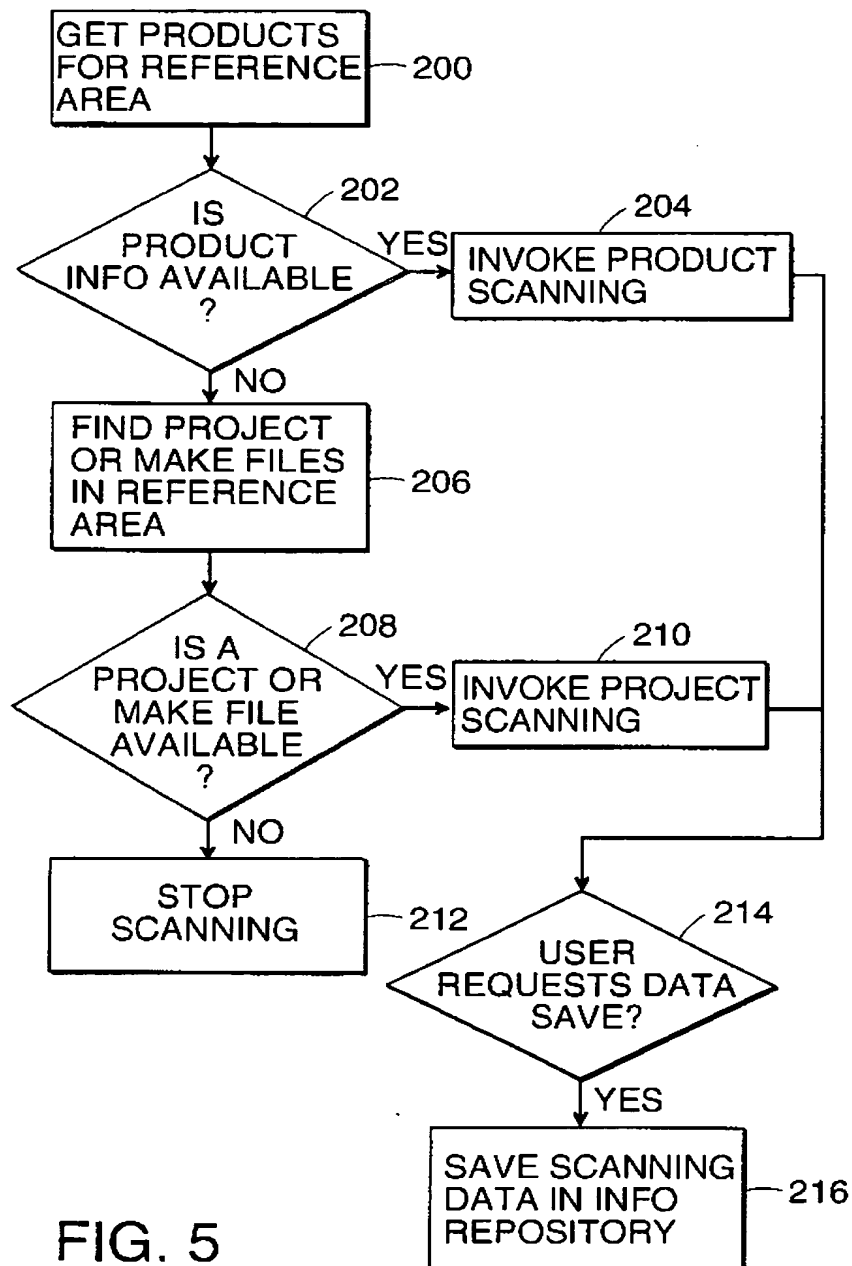 GET PRODUCTS
FOR REFERENCE
AREA
200
202
IS
PRODUCT
INFO AVAILABLE
?
YES
204
INVOKE PRODUCT
SCANNING
NO
FIND PROJECT
OR MAKE FILES
IN REFERENCE
AREA
206
208
IS A
PROJECT OR
MAKE FILE
AVAILABLE
?
YES
210
INVOKE PROJECT
SCANNING
NO
STOP
SCANNING
212
214
USER
REQUESTS DATA
SAVE?
YES
SAVE SCANNING
DATA IN INFO
REPOSITORY
216
FIG. 5